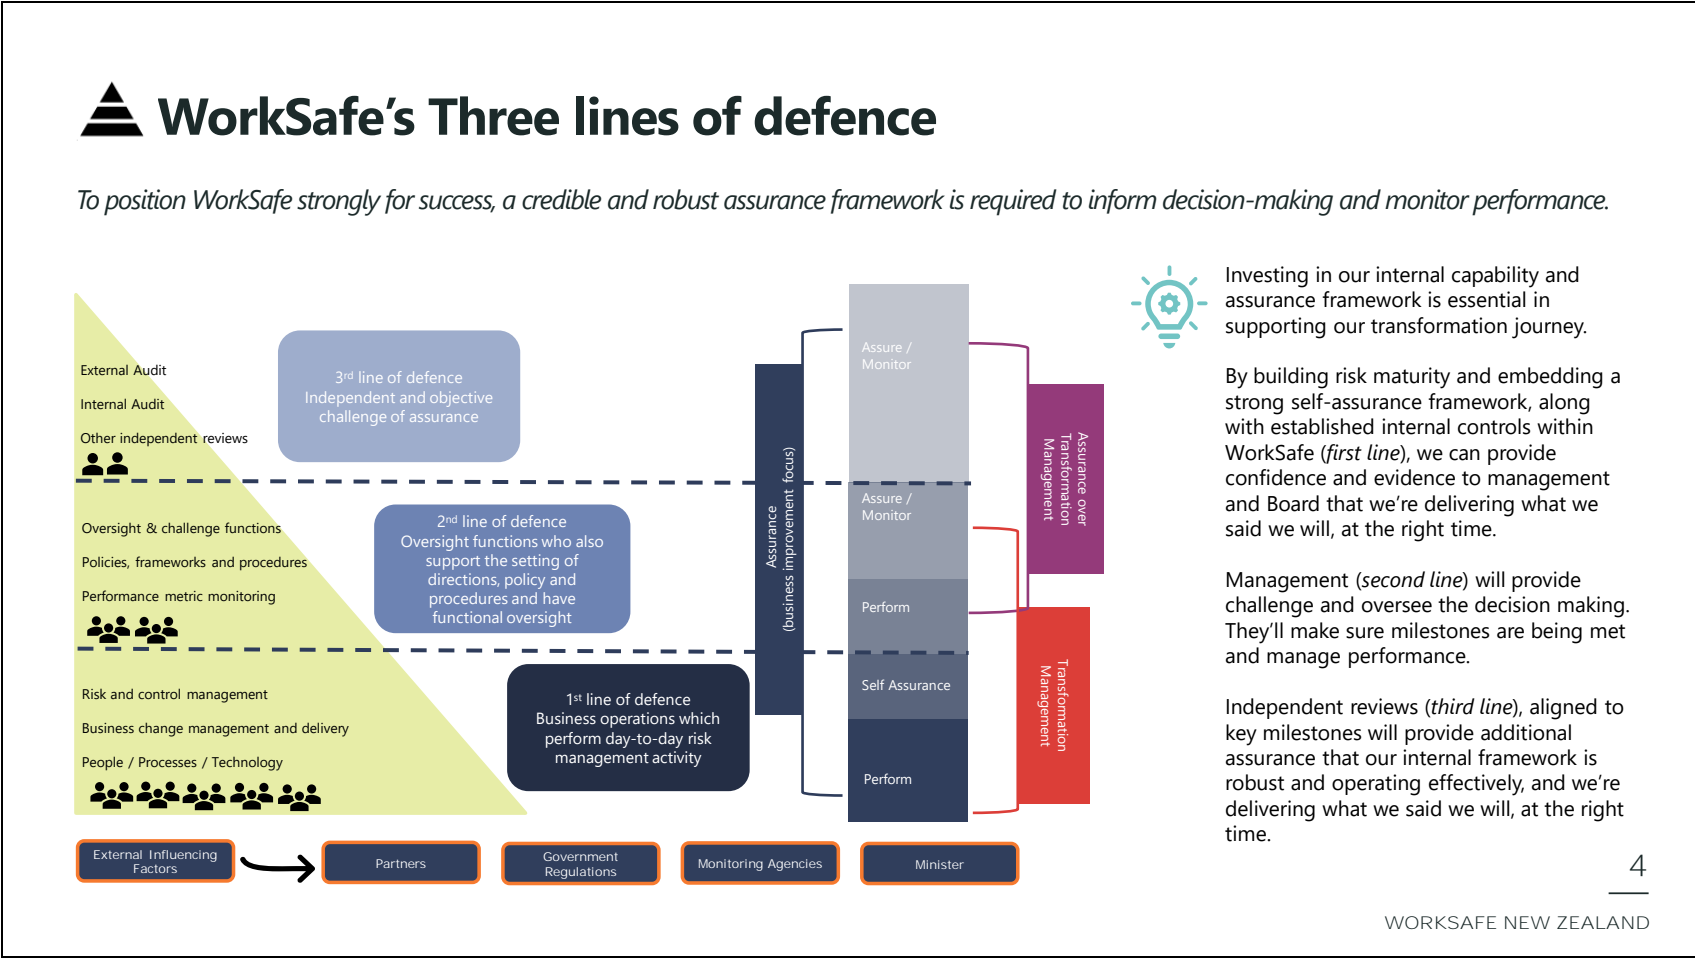 WorkSafe’s Three lines of defence
To position WorkSafe strongly for success, a credible and robust assurance framework is required to inform decision-making and monitor performance.
External Audit
Internal Audit
Other independent reviews
3rd line of defence
Independent and objective
challenge of assurance
Oversight & challenge functions
Policies, frameworks and procedures
Performance metric monitoring
2nd line of defence
Oversight functions who also
support the setting of
directions, policy and
procedures and have
functional oversight
Risk and control management
Business change management and delivery
People / Processes / Technology
1st line of defence
Business operations which
perform day-to-day risk
management activity
Assurance
(business improvement focus)
Assure /
Monitor
Assure /
Monitor
Perform
Self Assurance
Perform
Assurance over
Transformation
Management
Transformation
Management
External Influencing
Factors
Partners
Government
Regulations
Monitoring Agencies
Minister
Investing in our internal capability and
assurance framework is essential in
supporting our transformation journey.
By building risk maturity and embedding a
strong self-assurance framework, along
with established internal controls within
WorkSafe (first line), we can provide
confidence and evidence to management
and Board that we’re delivering what we
said we will, at the right time.
Management (second line) will provide
challenge and oversee the decision making.
They’ll make sure milestones are being met
and manage performance.
Independent reviews (third line), aligned to
key milestones will provide additional
assurance that our internal framework is
robust and operating effectively, and we’re
delivering what we said we will, at the right
time.
4
WORKSAFE NEW ZEALAND